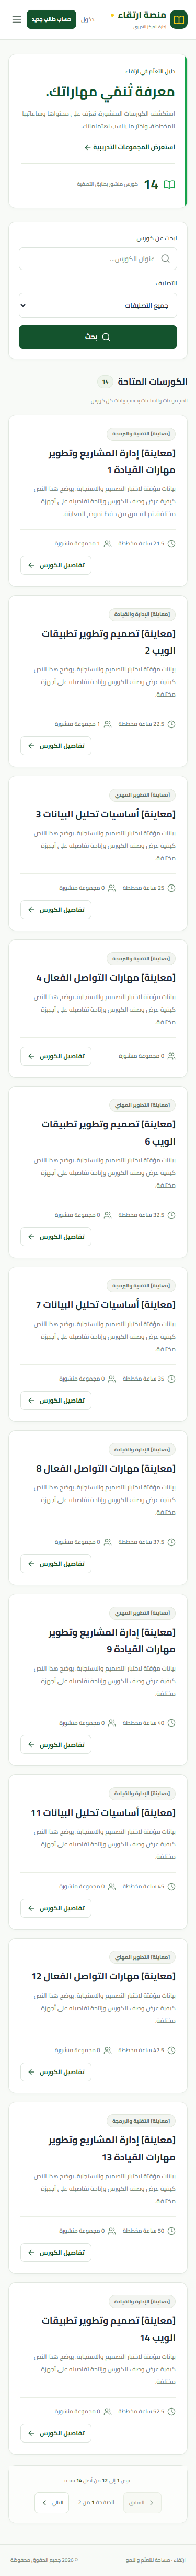 منصة ارتقاء
حساب طالب جديد
دخول
دليل التعلّم في ارتقاء
معرفة تُنمّي مهاراتك.
استكشف الكورسات المنشورة، تعرّف على محتواها وساعاتها
المخططة، واختر ما يناسب اهتماماتك.
استعرض المجموعات التدريبية
14 كورس منشور يطابق التصفية
ابحث عن كورس
عنوان الكورس...
التصنيف
جميع التصنيفات
بحث
الكورسات المتاحة 14
المجموعات والساعات بحسب بيانات كل كورس.
[معاينة] التقنية والبرمجة
[معاينة] إدارة المشاريع وتطوير
مهارات القيادة 1
بيانات مؤقتة لاختبار التصميم والاستجابة. يوضح هذا النص
كيفية عرض وصف الكورس وإتاحة تفاصيله على أجهزة
مختلفة. تم التحقق من حفظ نموذج المعاينة.
21.5 ساعة مخططة
1 مجموعة منشورة
تفاصيل الكورس
[معاينة] الإدارة والقيادة
[معاينة] تصميم وتطوير تطبيقات
الويب 2
بيانات مؤقتة لاختبار التصميم والاستجابة. يوضح هذا النص
كيفية عرض وصف الكورس وإتاحة تفاصيله على أجهزة
مختلفة.
22.5 ساعة مخططة
1 مجموعة منشورة
تفاصيل الكورس
[معاينة] التطوير المهني
[معاينة] أساسيات تحليل البيانات 3
بيانات مؤقتة لاختبار التصميم والاستجابة. يوضح هذا النص
كيفية عرض وصف الكورس وإتاحة تفاصيله على أجهزة
مختلفة.
25 ساعة مخططة
0 مجموعة منشورة
تفاصيل الكورس
[معاينة] التقنية والبرمجة
[معاينة] مهارات التواصل الفعال 4
بيانات مؤقتة لاختبار التصميم والاستجابة. يوضح هذا النص
كيفية عرض وصف الكورس وإتاحة تفاصيله على أجهزة
مختلفة.
0 مجموعة منشورة
تفاصيل الكورس
[معاينة] التطوير المهني
[معاينة] تصميم وتطوير تطبيقات
الويب 6
بيانات مؤقتة لاختبار التصميم والاستجابة. يوضح هذا النص
كيفية عرض وصف الكورس وإتاحة تفاصيله على أجهزة
مختلفة.
32.5 ساعة مخططة
0 مجموعة منشورة
تفاصيل الكورس
[معاينة] التقنية والبرمجة
[معاينة] أساسيات تحليل البيانات 7
بيانات مؤقتة لاختبار التصميم والاستجابة. يوضح هذا النص
كيفية عرض وصف الكورس وإتاحة تفاصيله على أجهزة
مختلفة.
35 ساعة مخططة
0 مجموعة منشورة
تفاصيل الكورس
[معاينة] الإدارة والقيادة
[معاينة] مهارات التواصل الفعال 8
بيانات مؤقتة لاختبار التصميم والاستجابة. يوضح هذا النص
كيفية عرض وصف الكورس وإتاحة تفاصيله على أجهزة
مختلفة.
37.5 ساعة مخططة
0 مجموعة منشورة
تفاصيل الكورس
[معاينة] التطوير المهني
[معاينة] إدارة المشاريع وتطوير
مهارات القيادة 9
بيانات مؤقتة لاختبار التصميم والاستجابة. يوضح هذا النص
كيفية عرض وصف الكورس وإتاحة تفاصيله على أجهزة
مختلفة.
40 ساعة مخططة
0 مجموعة منشورة
تفاصيل الكورس
[معاينة] الإدارة والقيادة
[معاينة] أساسيات تحليل البيانات 11
بيانات مؤقتة لاختبار التصميم والاستجابة. يوضح هذا النص
كيفية عرض وصف الكورس وإتاحة تفاصيله على أجهزة
مختلفة.
45 ساعة مخططة
0 مجموعة منشورة
تفاصيل الكورس
[معاينة] التطوير المهني
[معاينة] مهارات التواصل الفعال 12
بيانات مؤقتة لاختبار التصميم والاستجابة. يوضح هذا النص
كيفية عرض وصف الكورس وإتاحة تفاصيله على أجهزة
مختلفة.
47.5 ساعة مخططة
0 مجموعة منشورة
تفاصيل الكورس
[معاينة] التقنية والبرمجة
[معاينة] إدارة المشاريع وتطوير
مهارات القيادة 13
بيانات مؤقتة لاختبار التصميم والاستجابة. يوضح هذا النص
كيفية عرض وصف الكورس وإتاحة تفاصيله على أجهزة
مختلفة.
50 ساعة مخططة
0 مجموعة منشورة
تفاصيل الكورس
[معاينة] الإدارة والقيادة
[معاينة] تصميم وتطوير تطبيقات
الويب 14
بيانات مؤقتة لاختبار التصميم والاستجابة. يوضح هذا النص
كيفية عرض وصف الكورس وإتاحة تفاصيله على أجهزة
مختلفة.
52.5 ساعة مخططة
0 مجموعة منشورة
تفاصيل الكورس
عرض 1 إلى 12 من أصل 14 نتيجة
السابق
الصفحة 1 من 2
التالي
ارتقاء · مساحة للتعلّم والنمو
© 2026 جميع الحقوق محفوظة